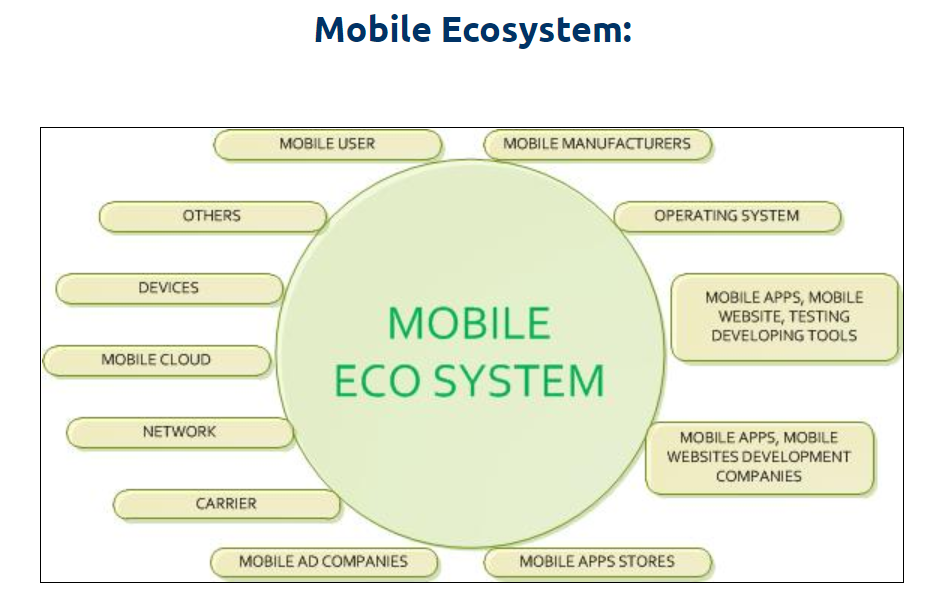 Mobile Ecosystem:
MOBILE USER
MOBILE MANUFACTURERS
OTHERS
OPERATING SYSTEM
DEVICES
MOBILE APPS, MOBILE
WEBSITE, TESTING
DEVELOPING TOOLS
MOBILE
ECO SYSTEM
MOBILE CLOUD
NETWORK
MOBILE APPS, MOBILE
WEBSITES DEVELOPMENT
COMPANIES
CARRIER
MOBILE AD COMPANIES
MOBILE APPS STORES